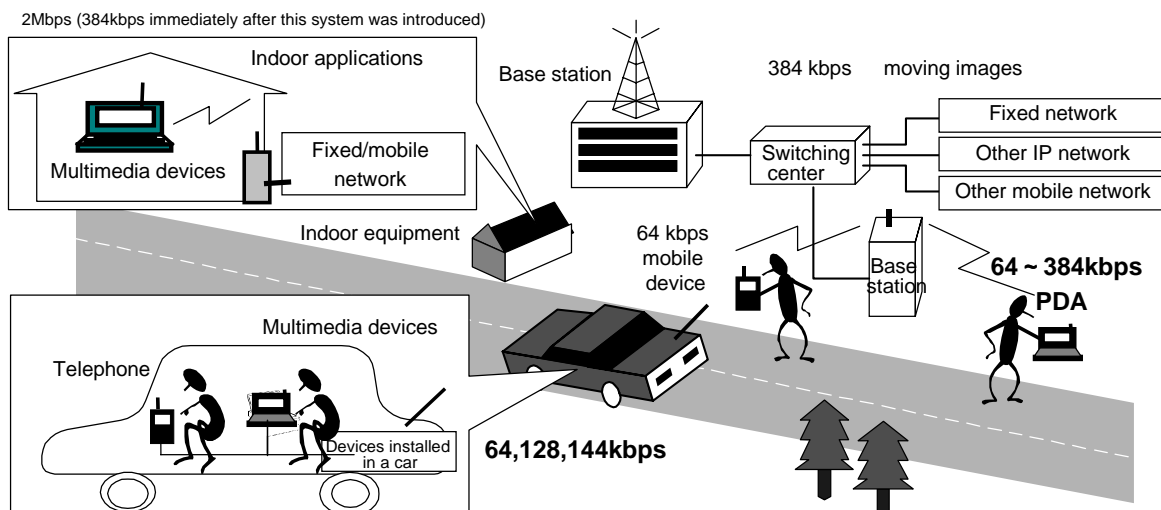 2Mbps (384kbps immediately after this system was introduced)
Indoor applications
Multimedia devices
Fixed/mobile
network
Base station
384 kbps moving images
Switching
center
Fixed network
Other IP network
Other mobile network
Indoor equipment
64 kbps
mobile
device
Base
station
64 ~ 384kbps
PDA
Multimedia devices
Telephone
Devices installed
in a car
64,128,144kbps